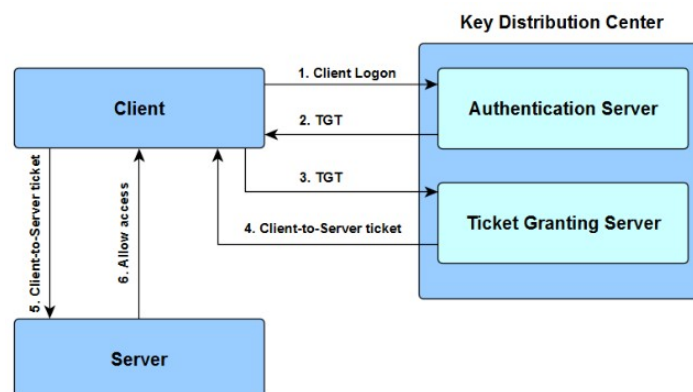 Key Distribution Center
1. Client Logon
Client
Authentication Server
2. TGT
3. TGT
4. Client-to-Server ticket
Ticket Granting Server
5. Client-to-Server ticket
6. Allow access
Server